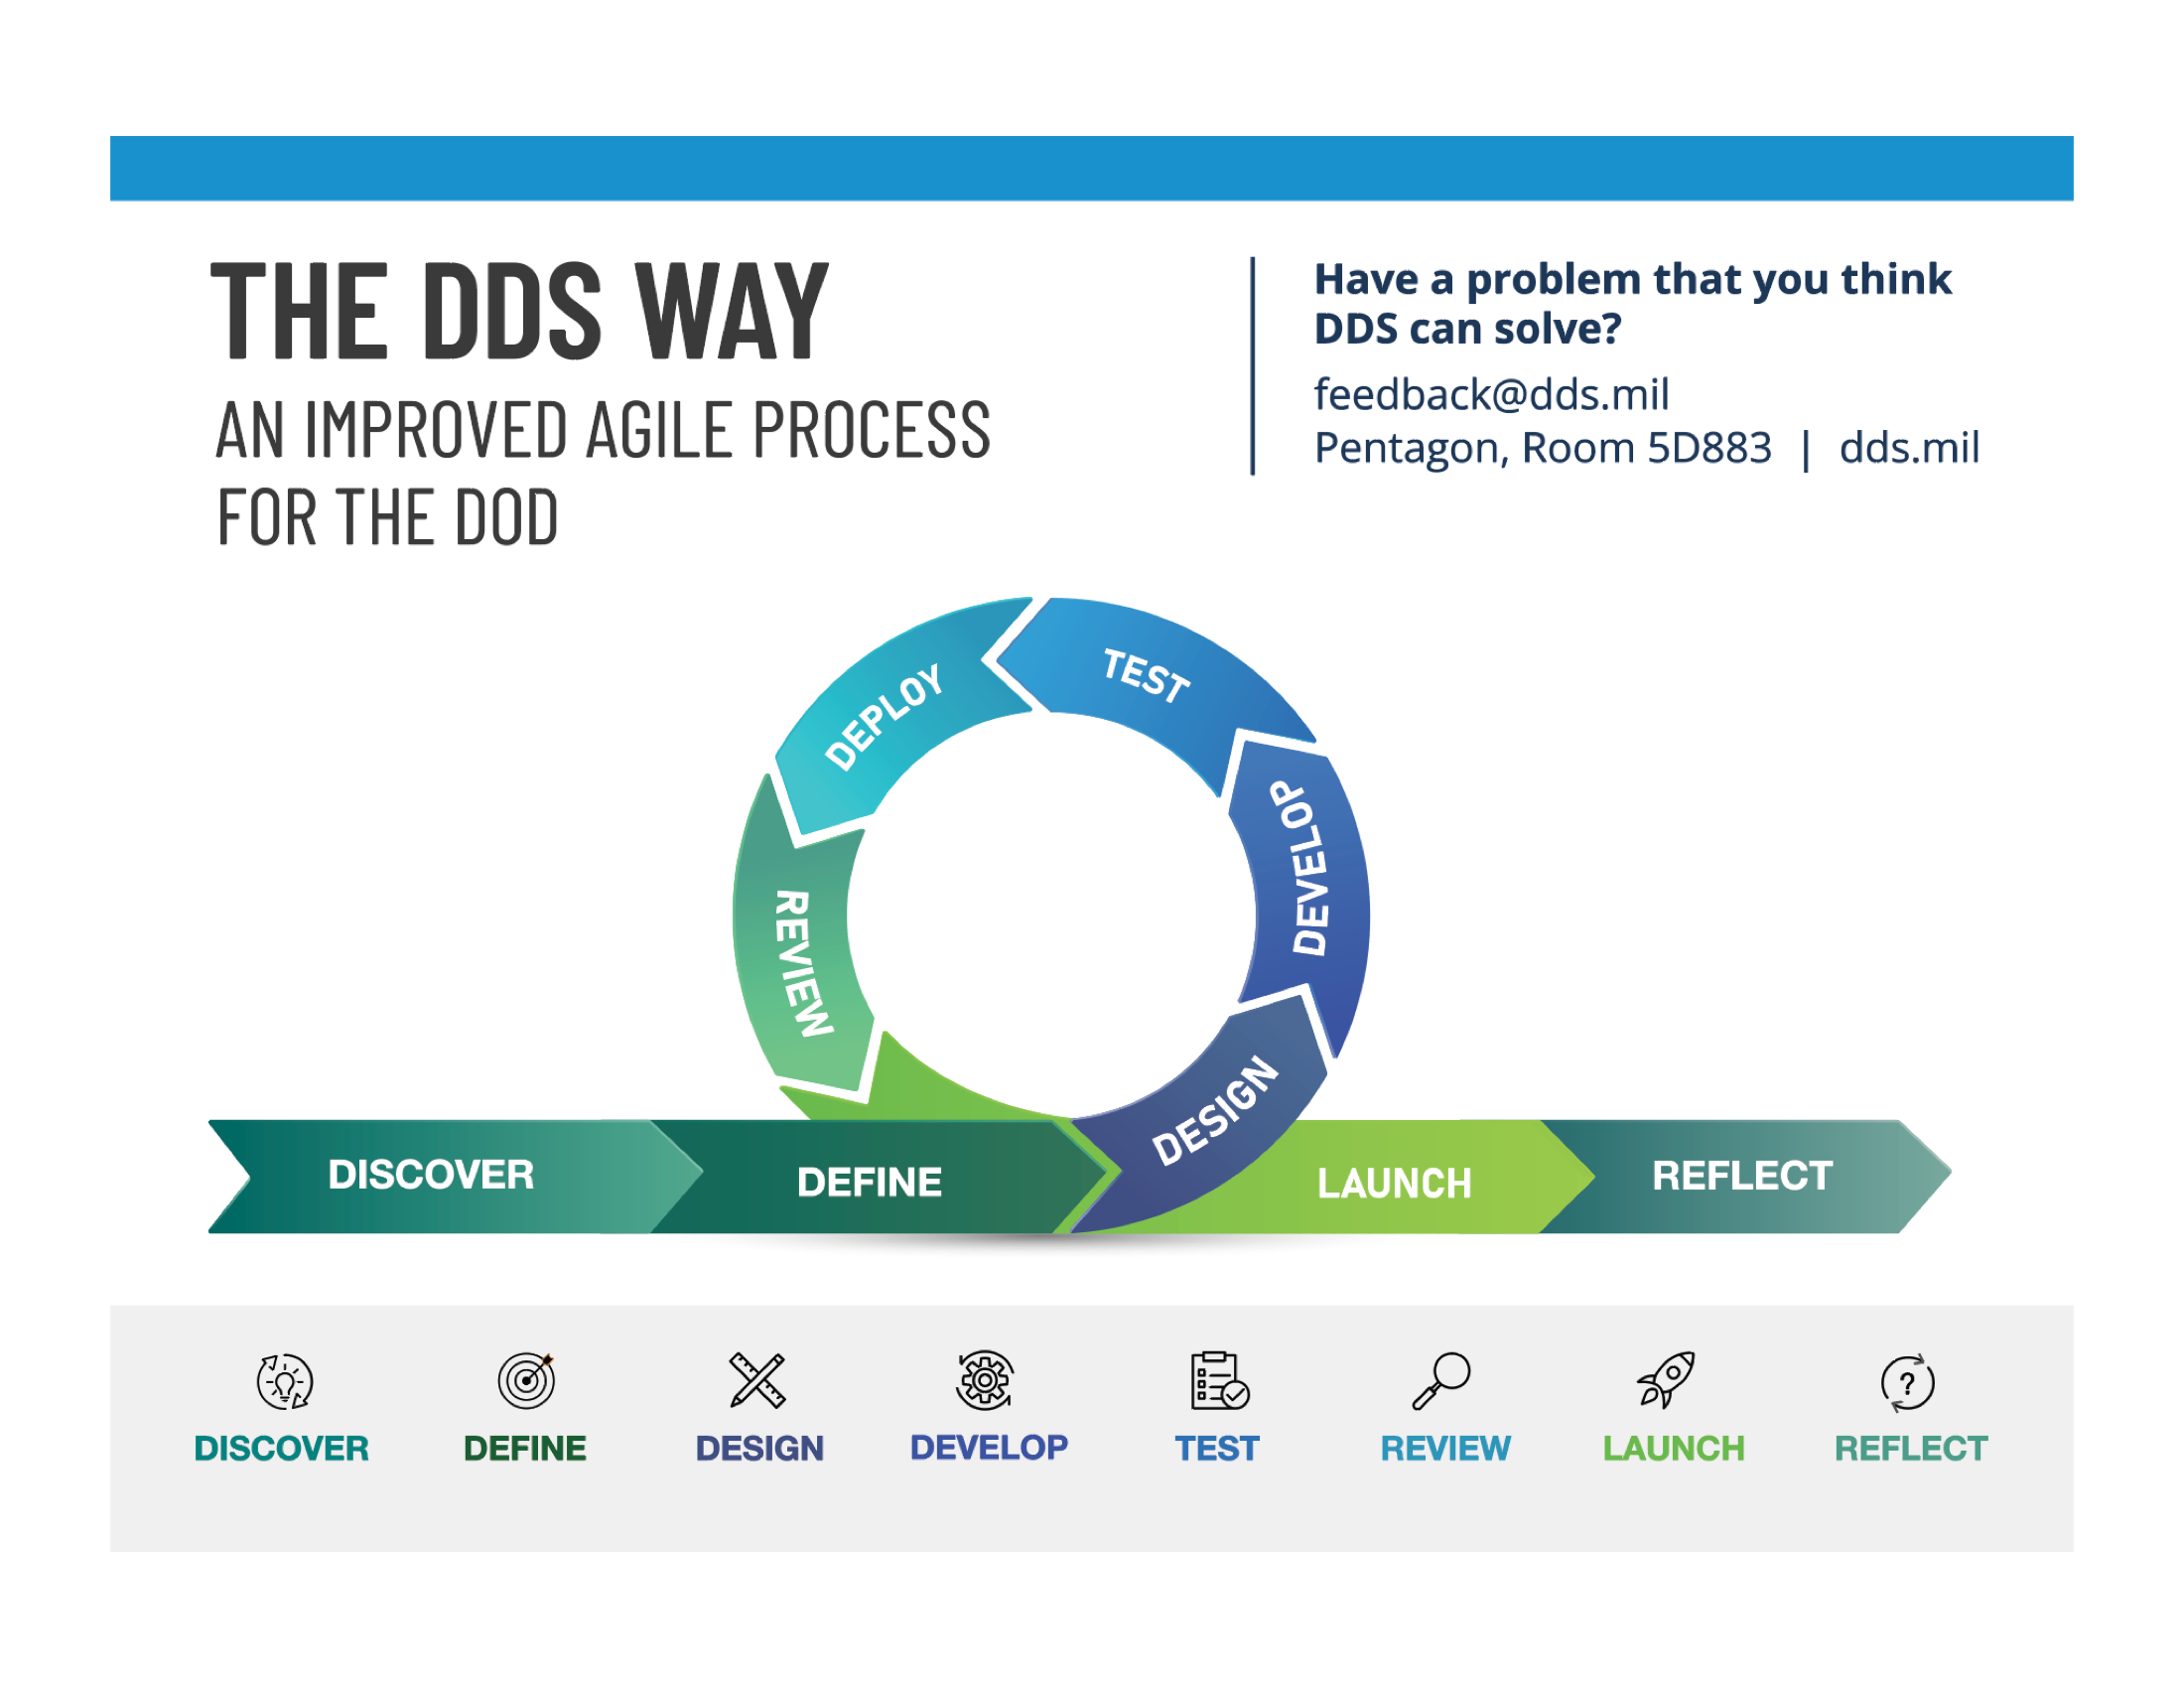 THE DDS WAY
AN IMPROVED AGILE PROCESS
FOR THE DOD
Have a problem that you think
DDS can solve?
feedback@dds.mil
Pentagon, Room 5D883 | dds.mil
DISCOVER
DEFINE
DESIGN
DEVELOP
TEST
DEPLOY
REVIEW
LAUNCH
REFLECT
?
DISCOVER DEFINE DESIGN DEVELOP TEST REVIEW LAUNCH REFLECT